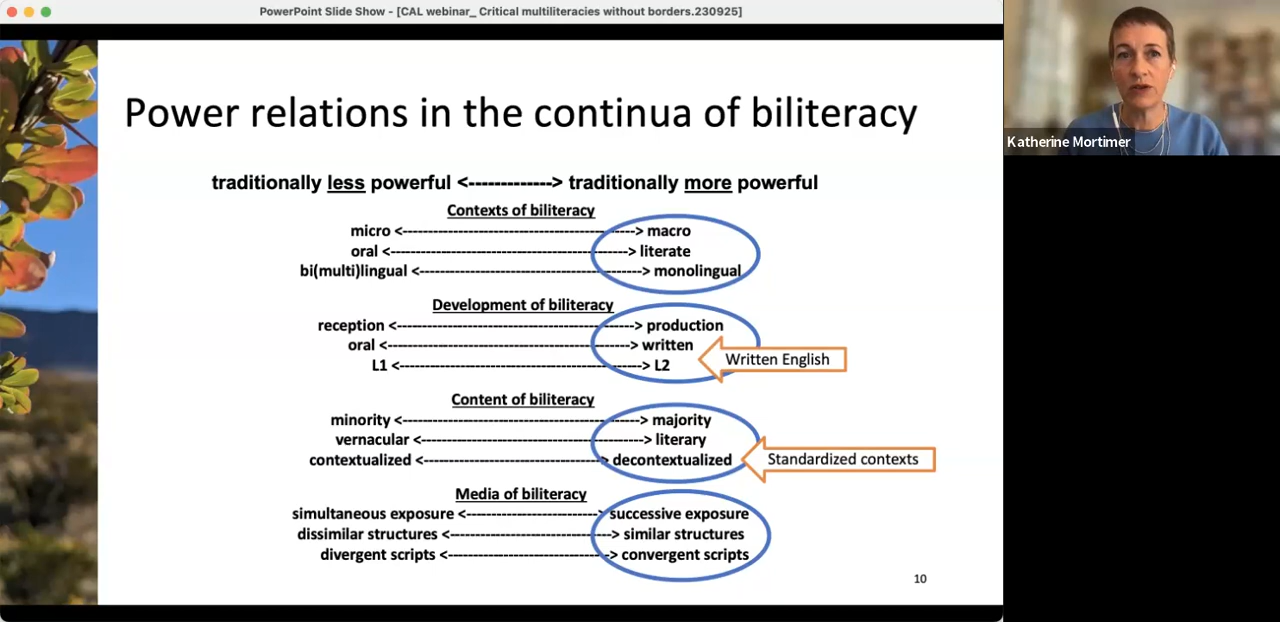 PowerPoint Slide Show - [CAL webinar_ Critical multiliteracies without borders.230925]
Power relations in the continua of biliteracy
traditionally less powerful <-------------> traditionally more powerful
Contexts of biliteracy
micro <--------------------------------------------------> macro
oral <----------------------------------------------------> literate
bi(multi)lingual <------------------------------------------------> monolingual
Development of biliteracy
reception <--------------------------------------------------> production
oral <-----------------------------------------------------> written
L1 <-----------------------------------------------------> L2
Written English
Content of biliteracy
minority <----------------------------------------------------> majority
vernacular <------------------------------------------------> literary
contextualized <--------------------------------------> decontextualized
Standardized contexts
Media of biliteracy
simultaneous exposure <----------------------------> successive exposure
dissimilar structures <------------------------------------> similar structures
divergent scripts <-----------------------------------> convergent scripts
10
Katherine Mortimer